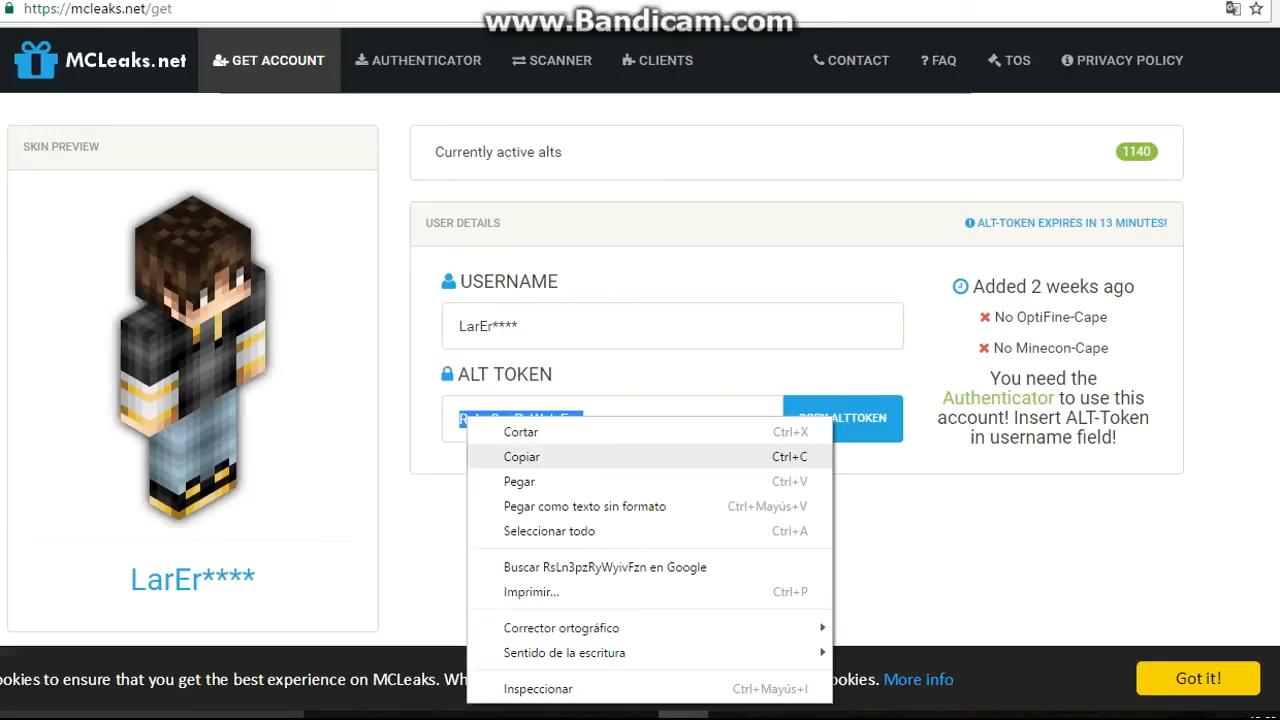 https://mcleaks.net/get
www.Bandicam.com
MCLeaks.net
GET ACCOUNT
AUTHENTICATOR
SCANNER
CLIENTS
CONTACT
? FAQ
TOS
PRIVACY POLICY
SKIN PREVIEW
LarEr****
Currently active alts
1140
USER DETAILS
ALT-TOKEN EXPIRES IN 13 MINUTES!
USERNAME
LarEr****
ALT TOKEN
ALTTOKEN
Added 2 weeks ago
No OptiFine-Cape
No Minecon-Cape
You need the
Authenticator to use this
account! Insert ALT-Token
in username field!
Cortar Ctrl+X
Copiar Ctrl+C
Pegar Ctrl+V
Pegar como texto sin formato Ctrl+Mayús+V
Seleccionar todo Ctrl+A
Buscar RsLn3pzRyWyivFzn en Google
Imprimir... Ctrl+P
Corrector ortográfico
Sentido de la escritura
Inspeccionar Ctrl+Mayús+I
ookies to ensure that you get the best experience on MCLeaks. Wh
ookies. More info
Got it!